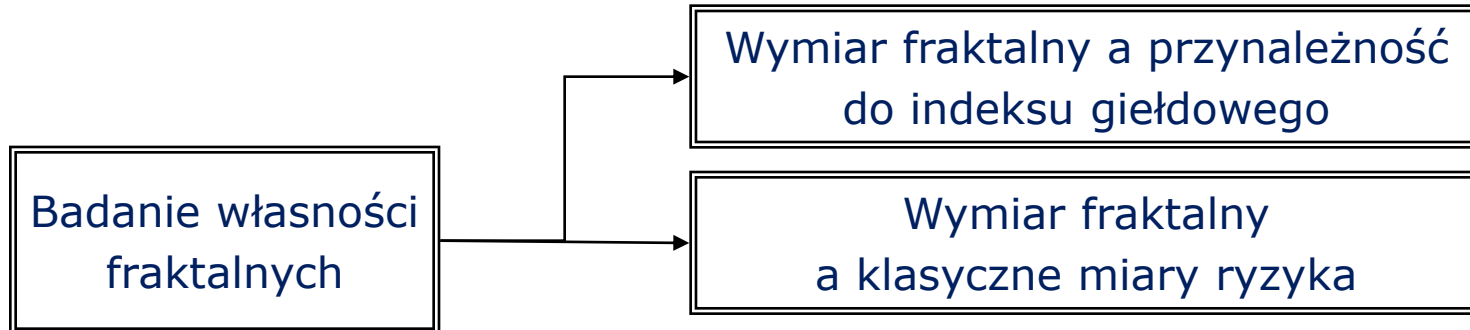 Wymiar fraktalny a przynależność
do indeksu giełdowego
Badanie własności
fraktalnych
Wymiar fraktalny
a klasyczne miary ryzyka